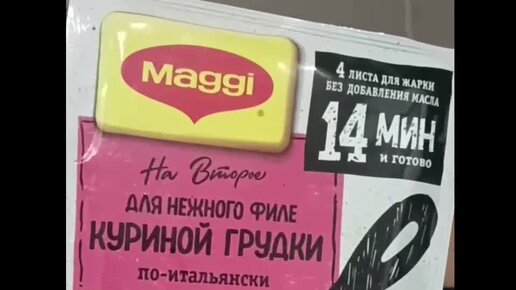 Maggi
4 ЛИСТА ДЛЯ ЖАРКИ
БЕЗ ДОБАВЛЕНИЯ МАСЛА
14 МИН
И ГОТОВО
На Второе
ДЛЯ НЕЖНОГО ФИЛЕ
КУРИНОЙ ГРУДКИ
ПО-ИТАЛЬЯНСКИ